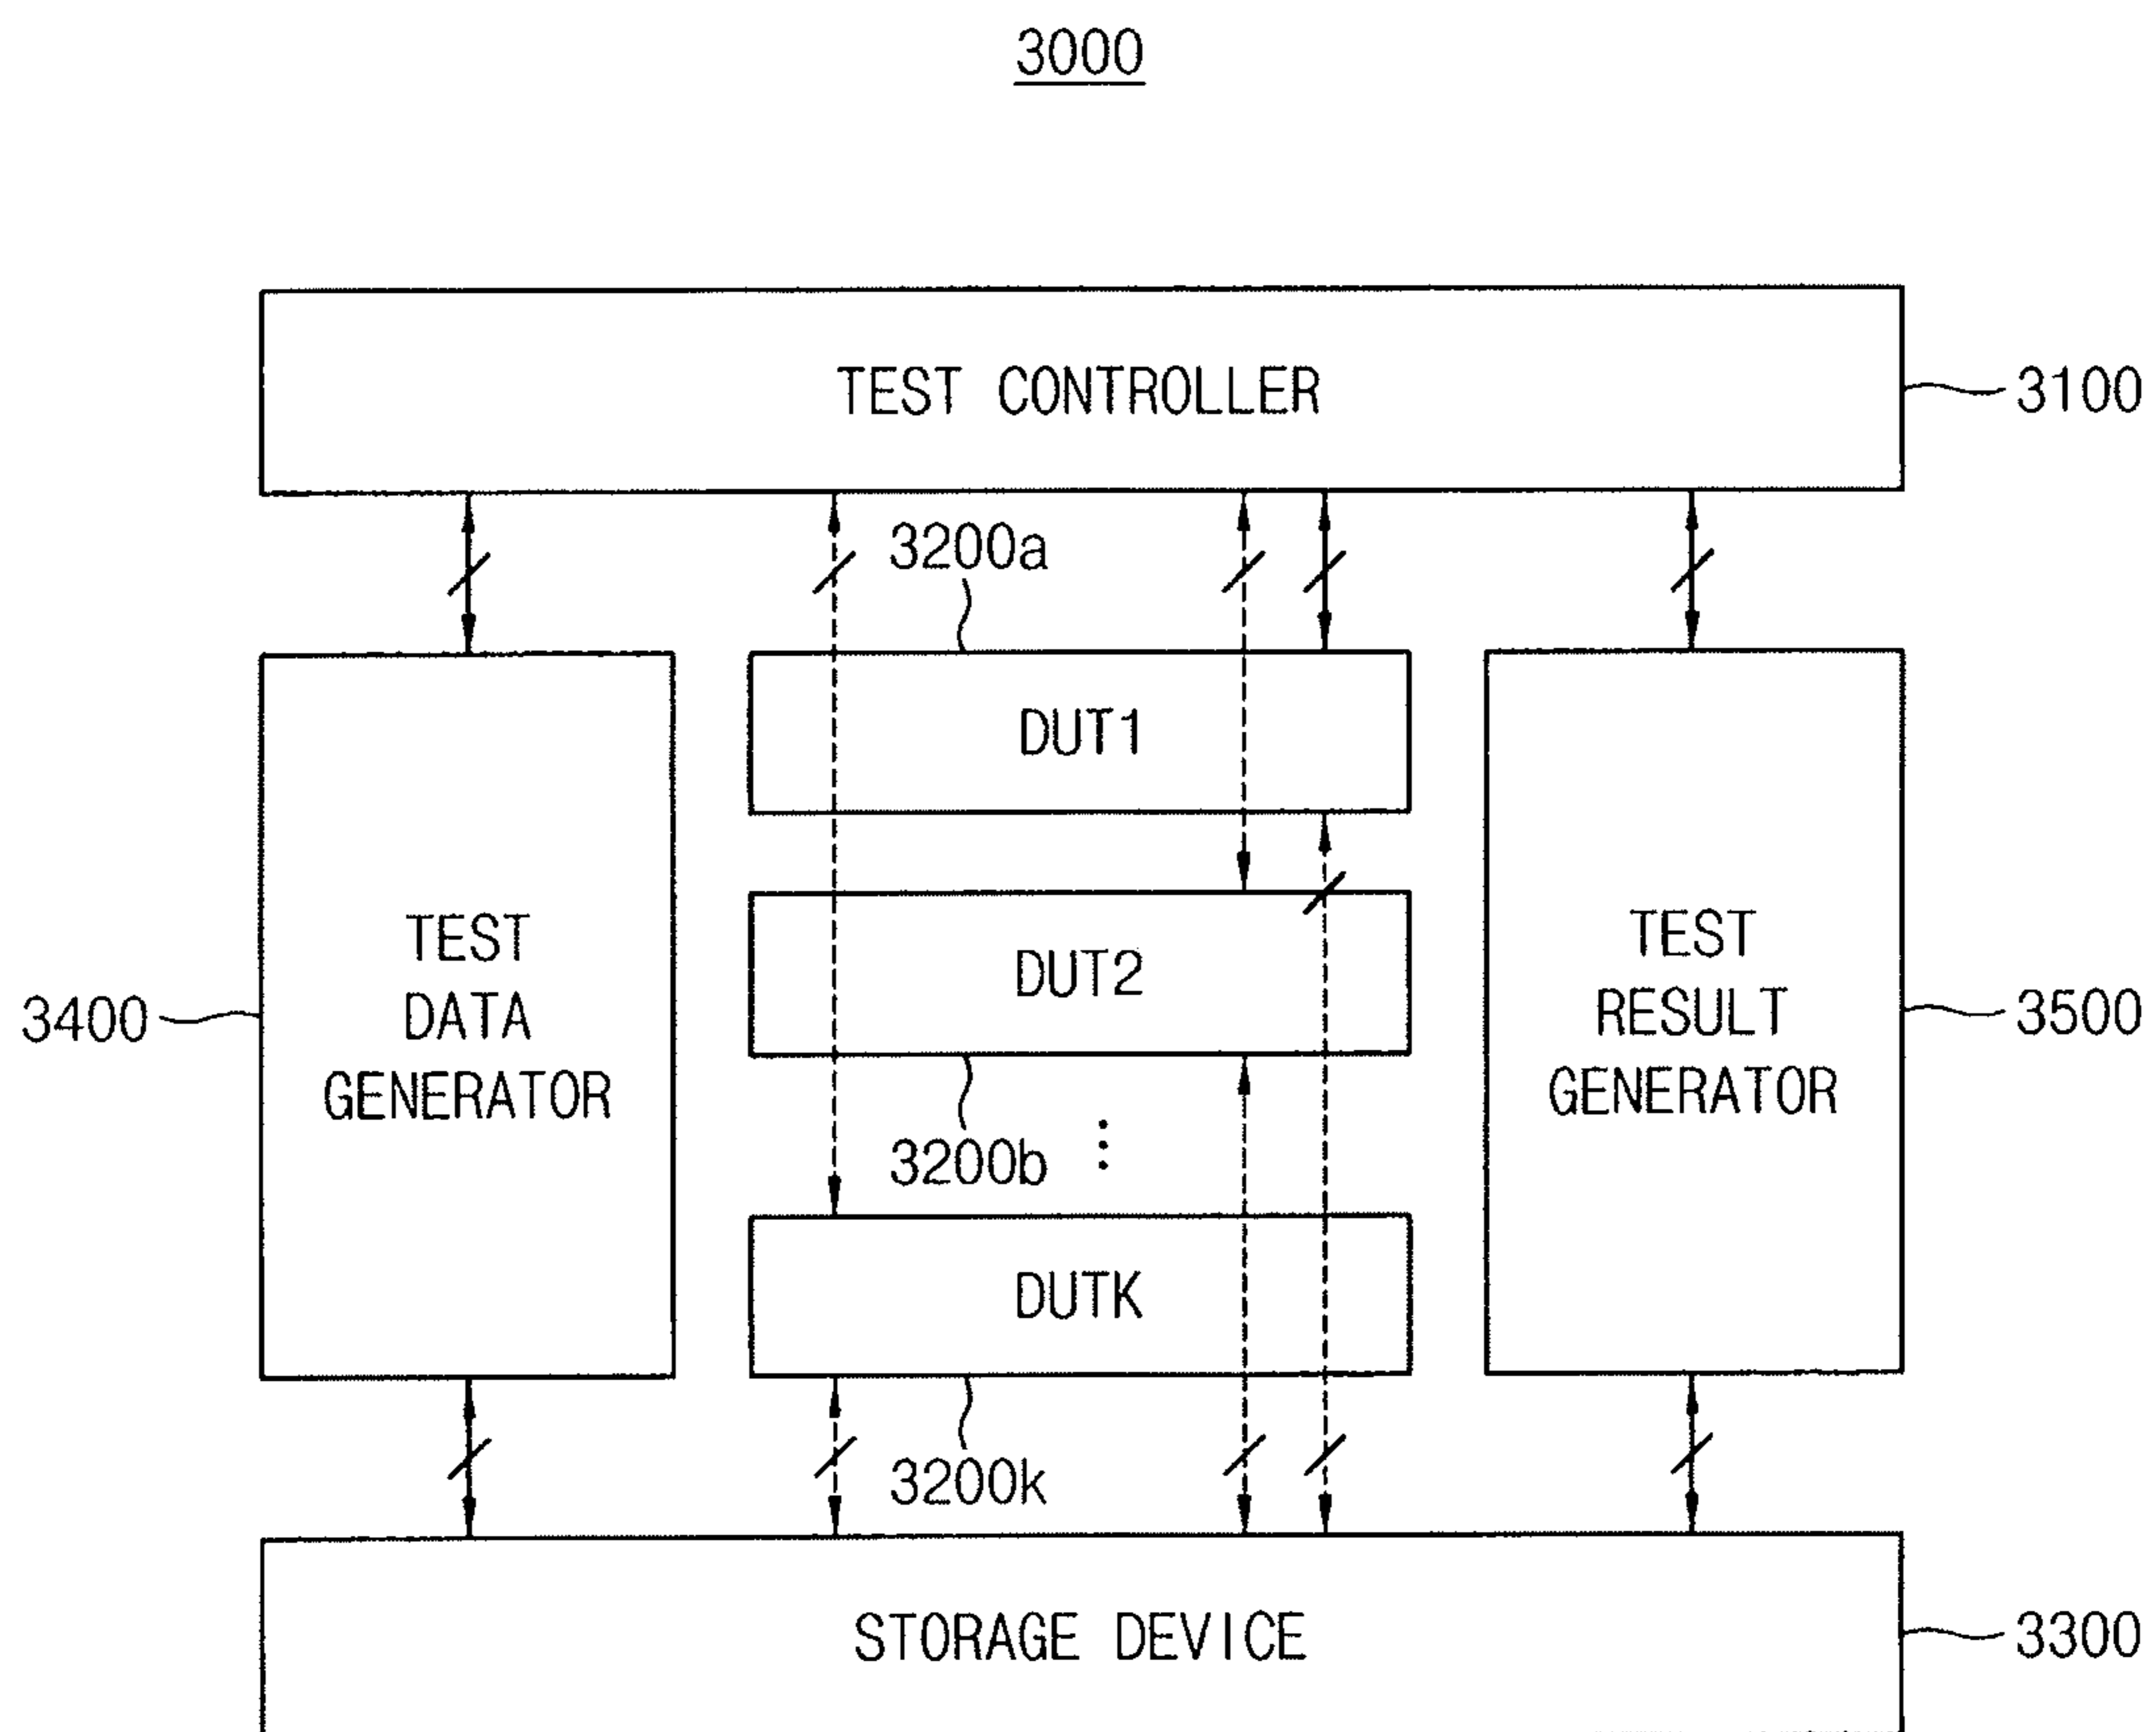 3000
TEST CONTROLLER
3100
3200a
DUT1
TEST
DATA
GENERATOR
3400
DUT2
TEST
RESULT
GENERATOR
3500
3200b
DUTK
3200k
STORAGE DEVICE
3300